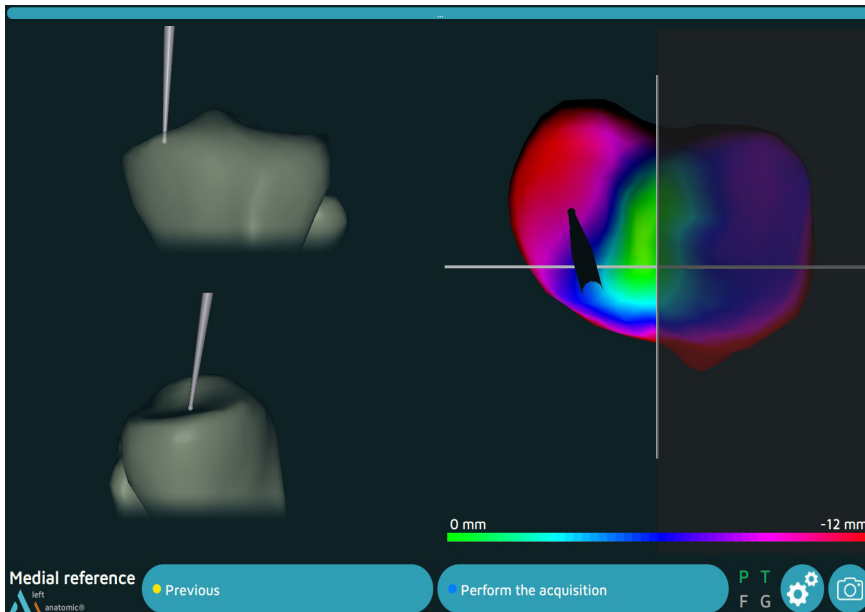 ...
0 mm -12 mm
Medial reference
left
anatomic®
Previous
Perform the acquisition
P T
F G